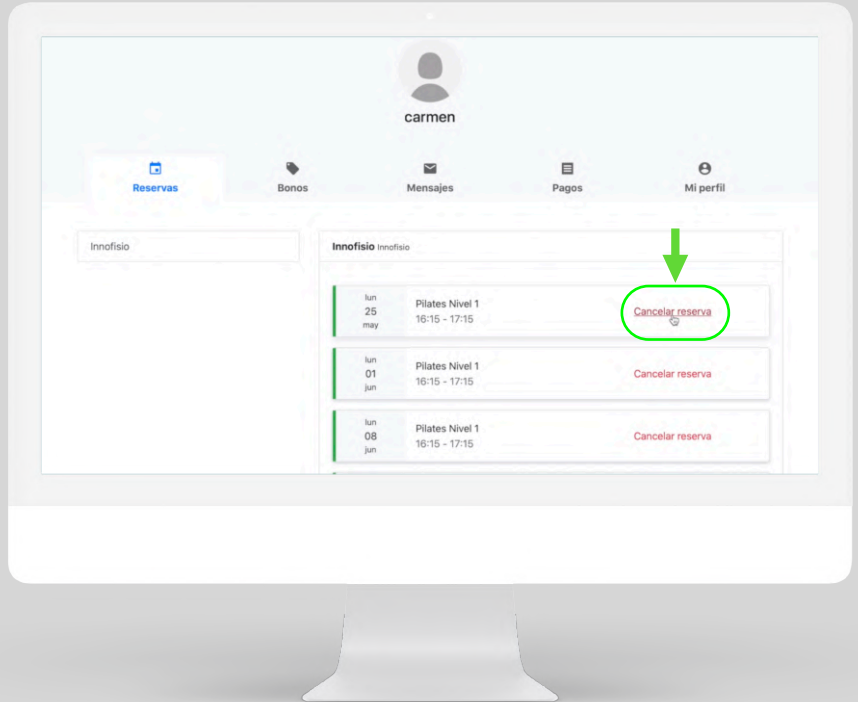 carmen
Reservas
Bonos
Mensajes
Pagos
Mi perfil
Innofisio
Innofisio Innofisio
lun
25
may
Pilates Nivel 1
16:15 - 17:15
Cancelar reserva
lun
01
jun
Pilates Nivel 1
16:15 - 17:15
Cancelar reserva
lun
08
jun
Pilates Nivel 1
16:15 - 17:15
Cancelar reserva